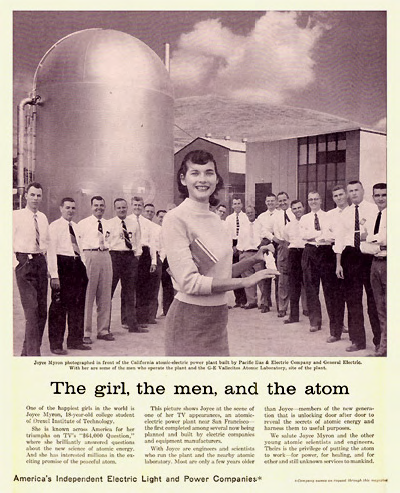 Joyce Myron photographed in front of the California atomic-electric power plant built by Pacific Gas & Electric Company and General Electric.
With her are some of the men who operate the plant and the G-E Vallecitos Atomic Laboratory, site of the plant.
The girl, the men, and the atom
One of the happiest girls in the world is
Joyce Myron, 18-year-old college student
of Drexel Institute of Technology.
She is known across America for her
triumphs on TV's "$64,000 Question,"
where she brilliantly answered questions
about the new science of atomic energy.
And she has interested millions in the ex-
citing promise of the peaceful atom.
This picture shows Joyce at the scene of
one of her TV appearances, an atomic-
electric power plant near San Francisco—
the first completed among several now being
planned and built by electric companies
and equipment manufacturers.
With Joyce are engineers and scientists
who run the plant and the nearby atomic
laboratory. Most are only a few years older
than Joyce—members of the new genera-
tion that is unlocking door after door to
reveal the secrets of atomic energy and
harness them to useful purposes.
We salute Joyce Myron and the other
young atomic scientists and engineers.
Theirs is the privilege of putting the atom
to work—for power, for healing, and for
other and still unknown services to mankind.
America's Independent Electric Light and Power Companies*
*Company names on request through this magazine